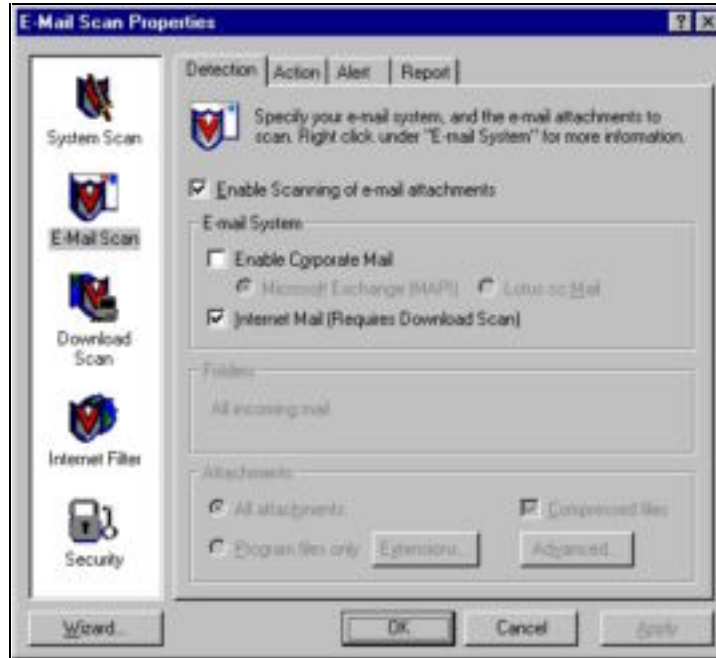 E-Mail Scan Properties
System Scan
E-Mail Scan
Download
Scan
Internet Filter
Security
Wizard...
Detection Action Alert Report
Specify your e-mail system, and the e-mail attachments to
scan. Right click under "E-mail System" for more information.
Enable Scanning of e-mail attachments
E-mail System
Enable Corporate Mail
Microsoft Exchange (MAPI) Lotus cc:Mail
Internet Mail (Requires Download Scan)
Folders
All incoming mail
Attachments
All attachments Compressed files
Program files only Extensions... Advanced...
OK Cancel Apply